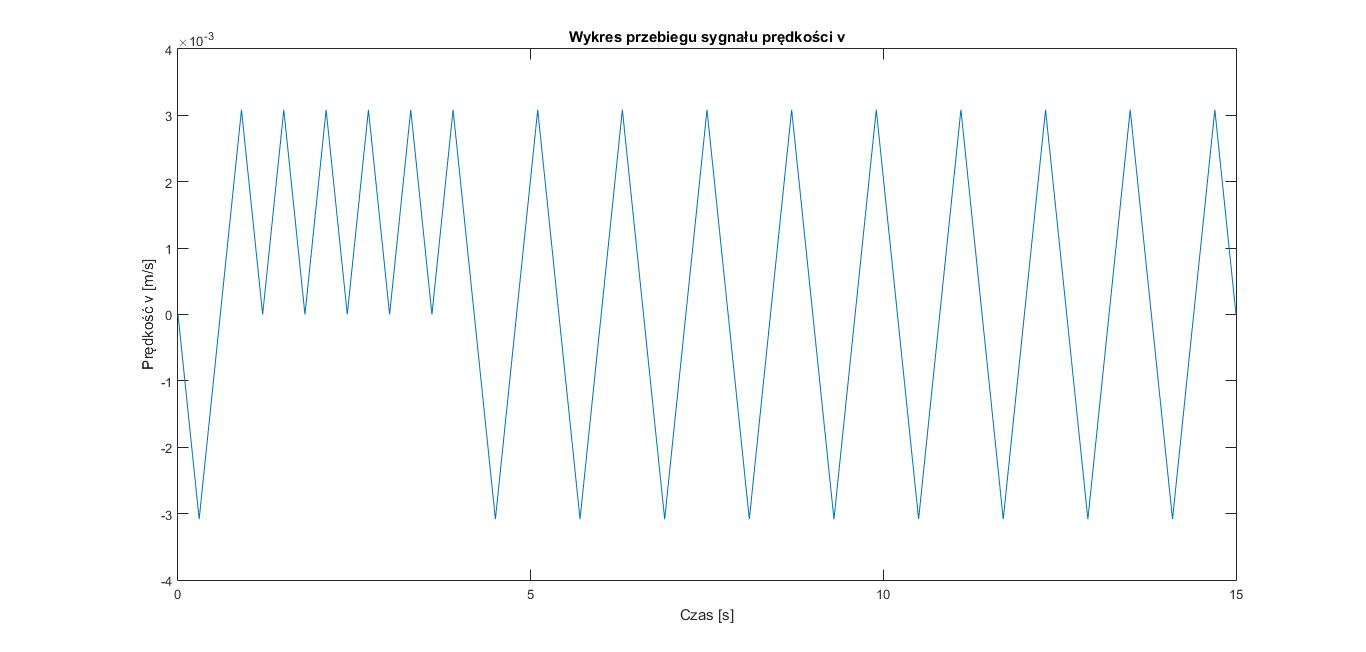 Wykres przebiegu sygnału prędkości v
×10⁻³
4
3
2
1
0
-1
-2
-3
-4
Prędkość v [m/s]
0 5 10 15
Czas [s]